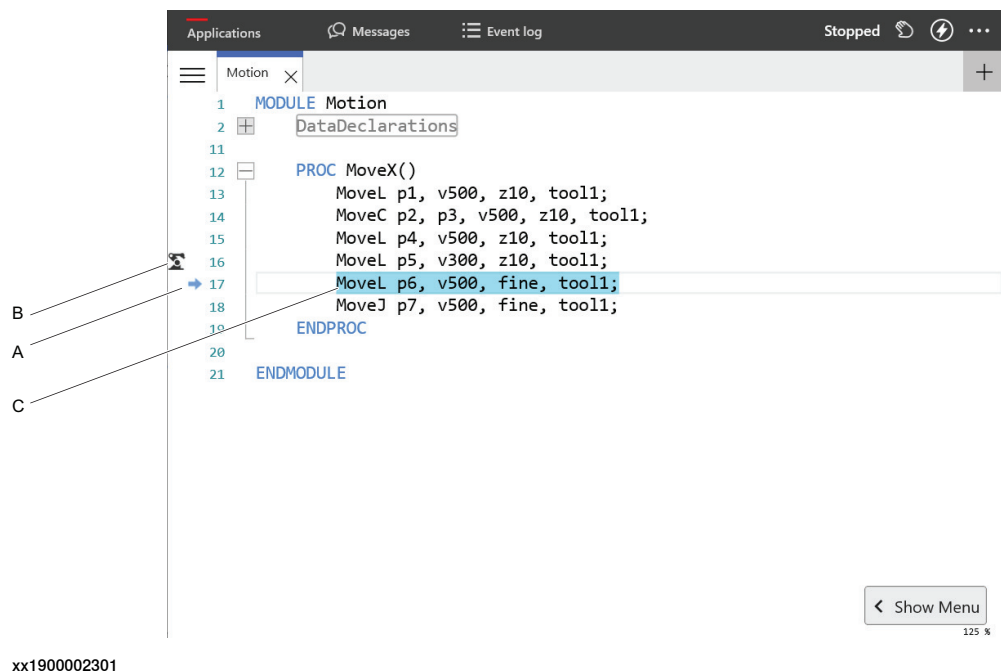 Applications Messages Event log Stopped
Motion
1 MODULE Motion
2 DataDeclarations
11
12 PROC MoveX()
13 MoveL p1, v500, z10, tool1;
14 MoveC p2, p3, v500, z10, tool1;
15 MoveL p4, v500, z10, tool1;
16 MoveL p5, v300, z10, tool1;
17 MoveL p6, v500, fine, tool1;
18 MoveJ p7, v500, fine, tool1;
19 ENDPROC
20
21 ENDMODULE
B
A
C
Show Menu
125 %
xx1900002301